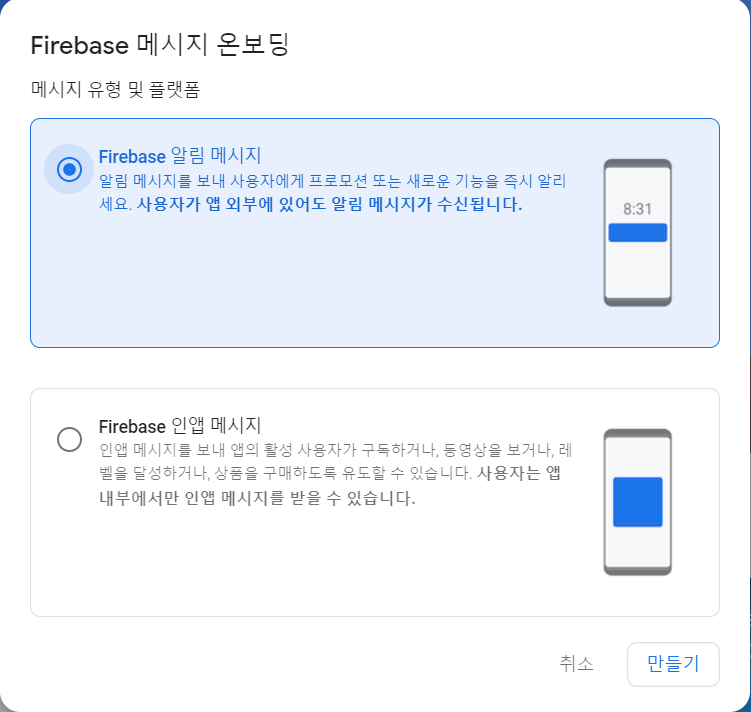 Firebase 메시지 온보딩
메시지 유형 및 플랫폼
Firebase 알림 메시지
알림 메시지를 보내 사용자에게 프로모션 또는 새로운 기능을 즉시 알리
세요. 사용자가 앱 외부에 있어도 알림 메시지가 수신됩니다.
8:31
Firebase 인앱 메시지
인앱 메시지를 보내 앱의 활성 사용자가 구독하거나, 동영상을 보거나, 레
벨을 달성하거나, 상품을 구매하도록 유도할 수 있습니다. 사용자는 앱
내부에서만 인앱 메시지를 받을 수 있습니다.
취소
만들기